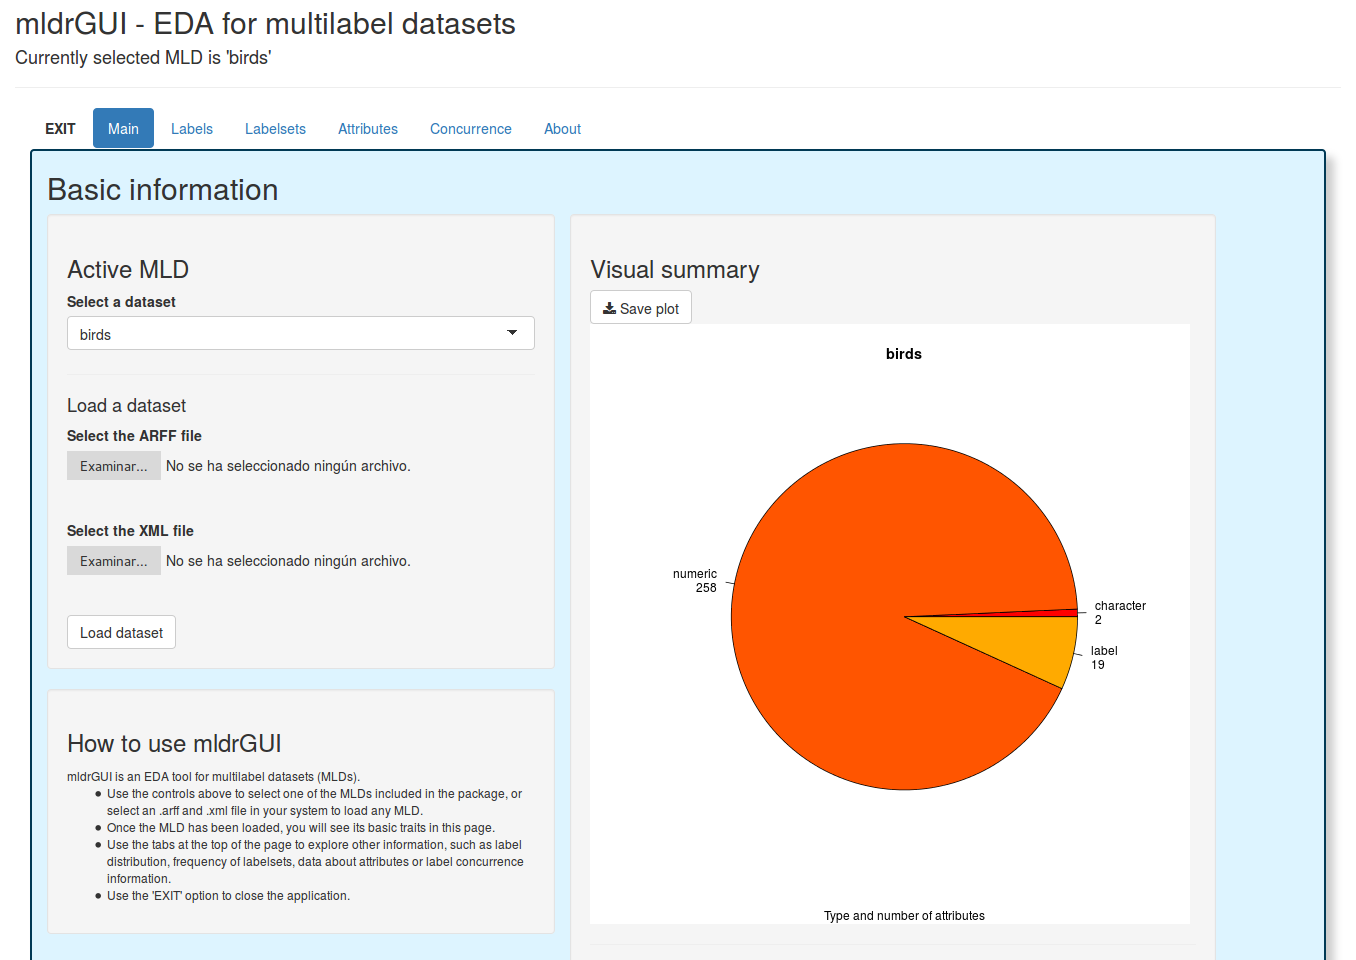 mldrGUI - EDA for multilabel datasets
Currently selected MLD is 'birds'
EXIT Main Labels Labelsets Attributes Concurrence About
Basic information
Active MLD
Select a dataset
birds
Load a dataset
Select the ARFF file
Examinar... No se ha seleccionado ningún archivo.
Select the XML file
Examinar... No se ha seleccionado ningún archivo.
Load dataset
How to use mldrGUI
mldrGUI is an EDA tool for multilabel datasets (MLDs).
● Use the controls above to select one of the MLDs included in the package, or
select an .arff and .xml file in your system to load any MLD.
● Once the MLD has been loaded, you will see its basic traits in this page.
● Use the tabs at the top of the page to explore other information, such as label
distribution, frequency of labelsets, data about attributes or label concurrence
information.
● Use the 'EXIT' option to close the application.
Visual summary
Save plot
birds
numeric
258
character
2
label
19
Type and number of attributes